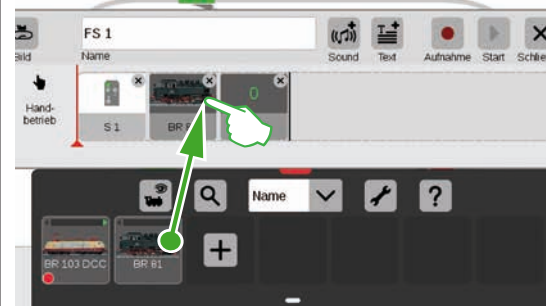 FS 1
Bild
Name
Sound
Text
Aufnahme
Start
Hand-
betrieb
S 1
BR
0
Name
?
BR 103 DCC
BR 81